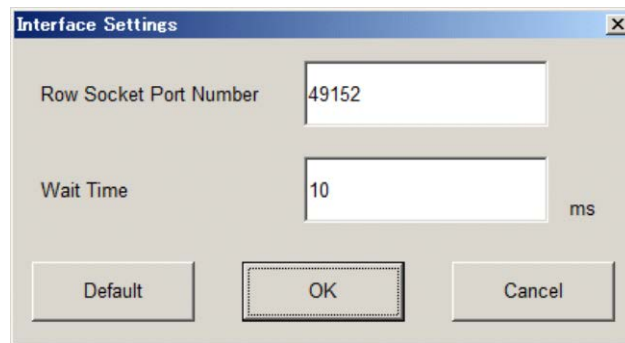 Interface Settings
Row Socket Port Number 49152
Wait Time 10 ms
Default OK Cancel